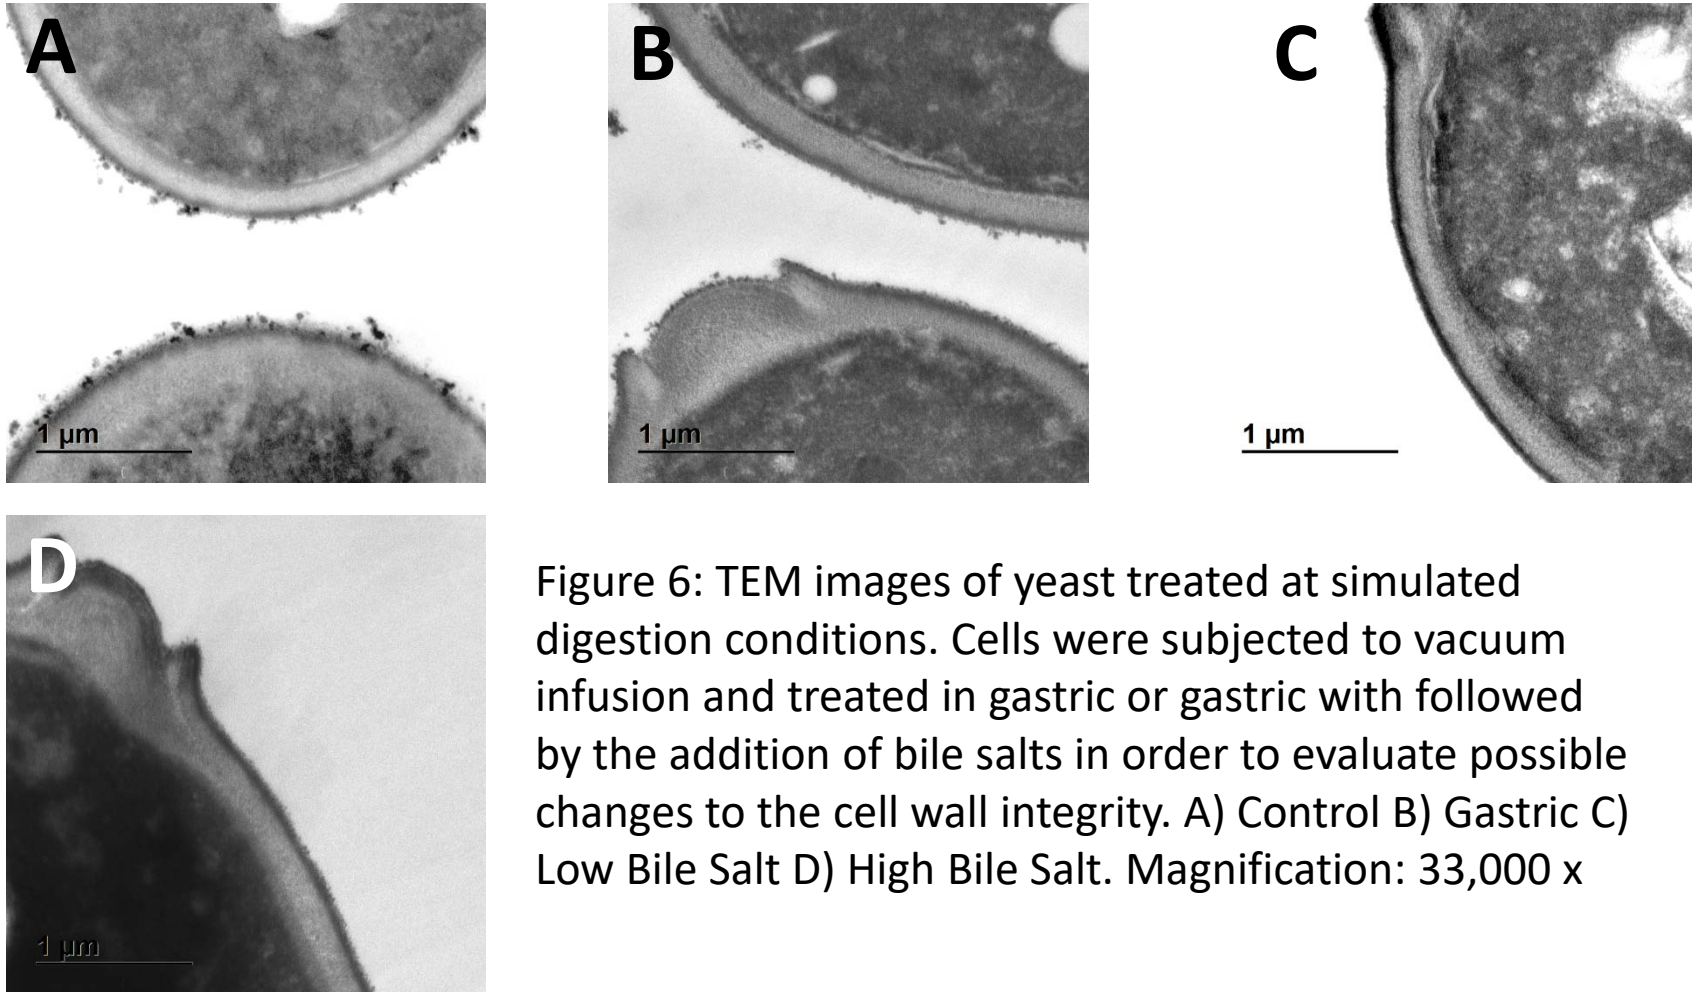 A
B
C
1 µm
1 µm
1 µm
D
1 µm
Figure 6: TEM images of yeast treated at simulated
digestion conditions. Cells were subjected to vacuum
infusion and treated in gastric or gastric with followed
by the addition of bile salts in order to evaluate possible
changes to the cell wall integrity. A) Control B) Gastric C)
Low Bile Salt D) High Bile Salt. Magnification: 33,000 x